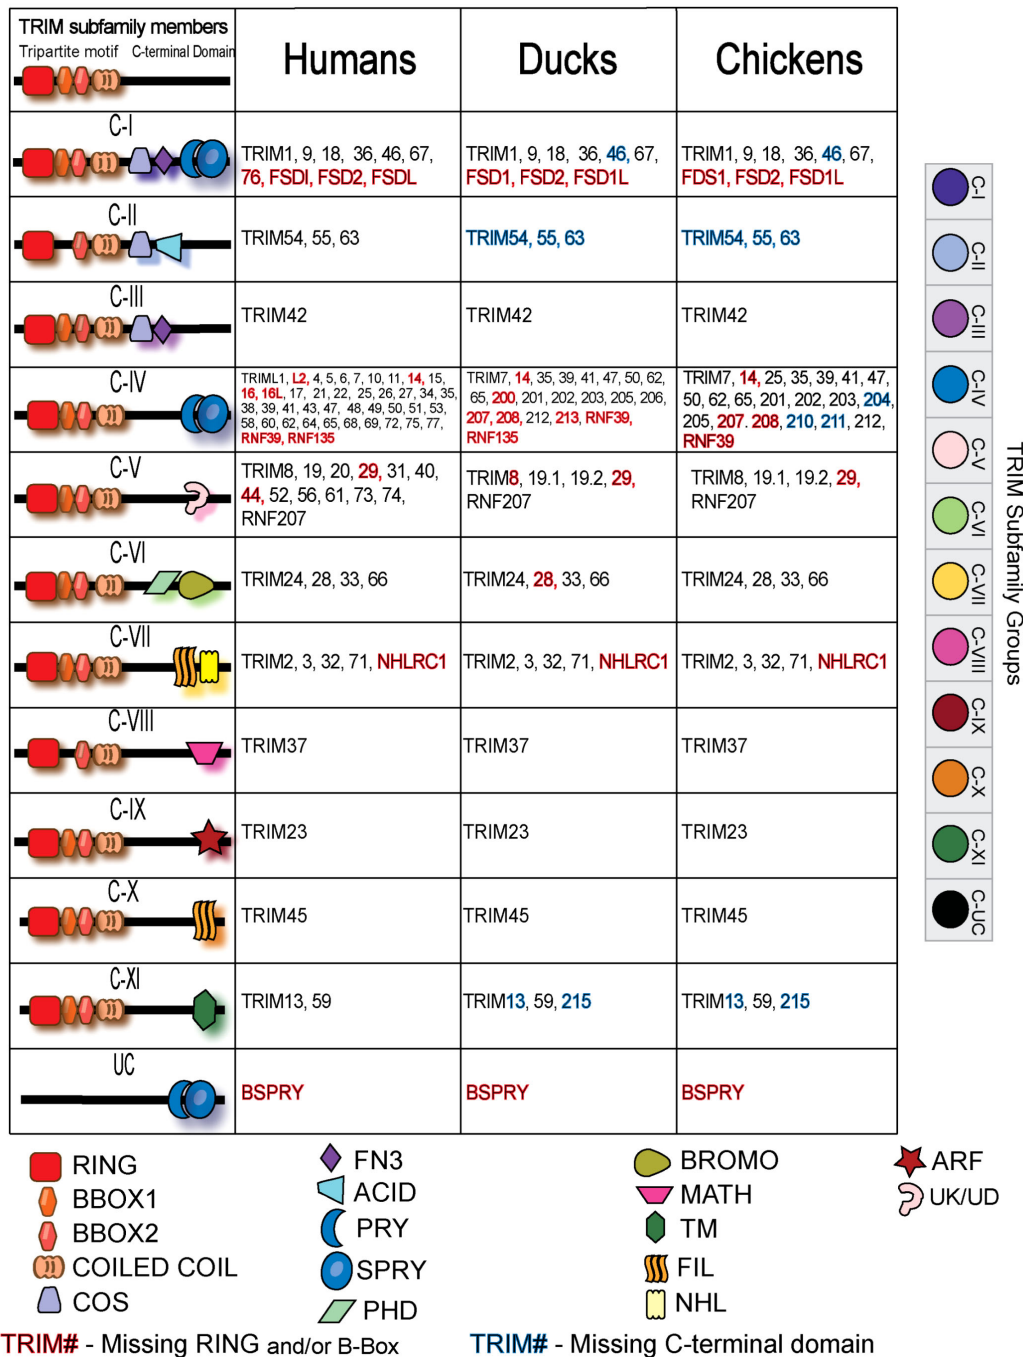 TRIM subfamily members
Tripartite motif C-terminal Domain
Humans
Ducks
Chickens
C-I
TRIM1, 9, 18, 36, 46, 67,
76, FSDI, FSD2, FSDL
TRIM1, 9, 18, 36, 46, 67,
FSD1, FSD2, FSD1L
TRIM1, 9, 18, 36, 46, 67,
FDS1, FSD2, FSD1L
C-II
TRIM54, 55, 63
TRIM54, 55, 63
TRIM54, 55, 63
C-III
TRIM42
TRIM42
TRIM42
C-IV
TRIML1, L2, 4, 5, 6, 7, 10, 11, 14, 15,
16, 16L, 17, 21, 22, 25, 26, 27, 34, 35,
38, 39, 41, 43, 47, 48, 49, 50, 51, 53,
58, 60, 62, 64, 65, 68, 69, 72, 75, 77,
RNF39, RNF135
TRIM7, 14, 35, 39, 41, 47, 50, 62,
65, 200, 201, 202, 203, 205, 206,
207, 208, 212, 213, RNF39,
RNF135
TRIM7, 14, 25, 35, 39, 41, 47,
50, 62, 65, 201, 202, 203, 204,
205, 207. 208, 210, 211, 212,
RNF39
C-V
TRIM8, 19, 20, 29, 31, 40,
44, 52, 56, 61, 73, 74,
RNF207
TRIM8, 19.1, 19.2, 29,
RNF207
TRIM8, 19.1, 19.2, 29,
RNF207
C-VI
TRIM24, 28, 33, 66
TRIM24, 28, 33, 66
TRIM24, 28, 33, 66
C-VII
TRIM2, 3, 32, 71, NHLRC1
TRIM2, 3, 32, 71, NHLRC1
TRIM2, 3, 32, 71, NHLRC1
C-VIII
TRIM37
TRIM37
TRIM37
C-IX
TRIM23
TRIM23
TRIM23
C-X
TRIM45
TRIM45
TRIM45
C-XI
TRIM13, 59
TRIM13, 59, 215
TRIM13, 59, 215
UC
BSPRY
BSPRY
BSPRY
C-I
C-II
C-III
C-IV
C-V
C-VI
C-VII
C-VIII
C-IX
C-X
C-XI
C-UC
TRIM Subfamily Groups
RING
BBOX1
BBOX2
COILED COIL
COS
FN3
ACID
PRY
SPRY
PHD
BROMO
MATH
TM
FIL
NHL
ARF
UK/UD
TRIM# - Missing RING and/or B-Box
TRIM# - Missing C-terminal domain